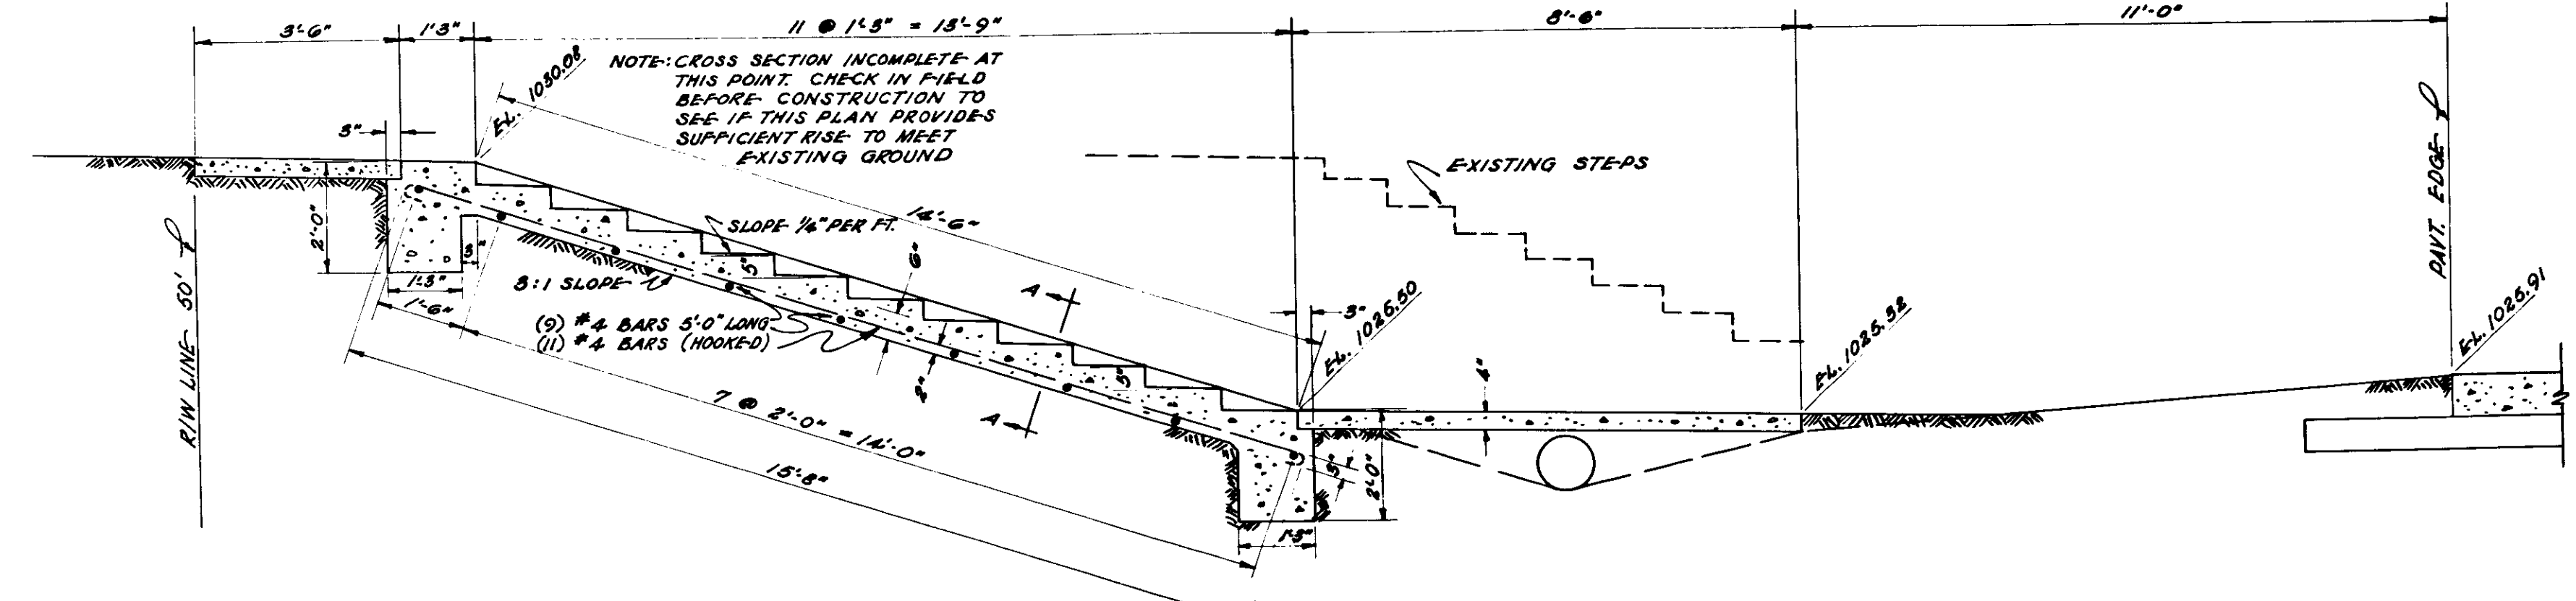 3'-6"
1'3"
11 @ 1'-3" = 13'-9"
8'-6"
11'-0"
NOTE: CROSS SECTION INCOMPLETE AT
THIS POINT. CHECK IN FIELD
BEFORE CONSTRUCTION TO
SEE IF THIS PLAN PROVIDES
SUFFICIENT RISE TO MEET
EXISTING GROUND
EL. 1030.08
3"
EXISTING STEPS
PAVT. EDGE
EL. 1025.91
14'-6"
SLOPE 1/4" PER FT.
2'-0"
3"
6"
5"
3:1 SLOPE
1'-3"
1'-6"
A
EL. 1025.50
3"
EL. 1025.32
(9) #4 BARS 5'-0" LONG
(11) #4 BARS (HOOKED)
R/W LINE 50'
2"
5"
4"
A
7 @ 2'-0" = 14'-0"
15'-8"
3"
2'-0"
1'-3"